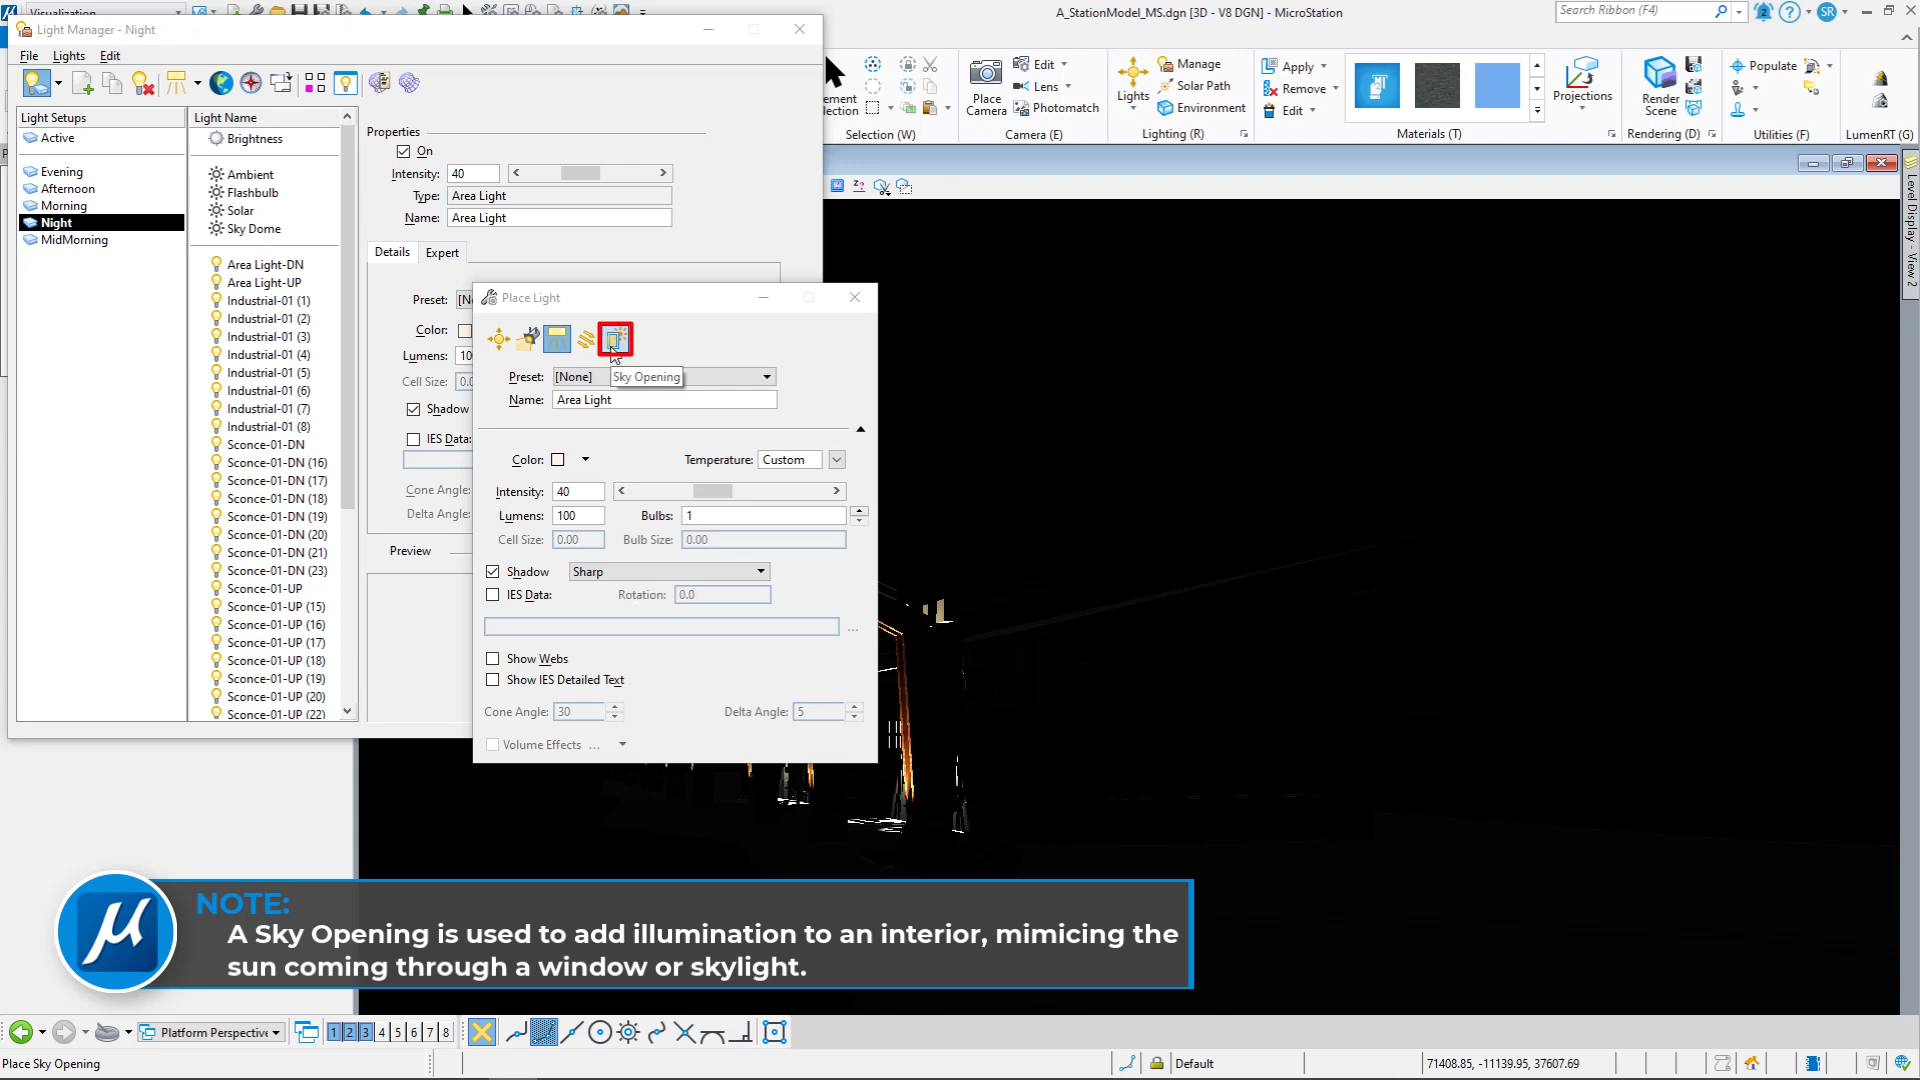 Visualization
A_StationModel_MS.dgn [3D - V8 DGN] - MicroStation
Search Ribbon (F4)
SR
Light Manager - Night
File Lights Edit
Light Setups
Active
Evening
Afternoon
Morning
Night
MidMorning
Light Name
Brightness
Ambient
Flashbulb
Solar
Sky Dome
Area Light-DN
Area Light-UP
Industrial-01 (1)
Industrial-01 (2)
Industrial-01 (3)
Industrial-01 (4)
Industrial-01 (5)
Industrial-01 (6)
Industrial-01 (7)
Industrial-01 (8)
Sconce-01-DN
Sconce-01-DN (16)
Sconce-01-DN (17)
Sconce-01-DN (18)
Sconce-01-DN (19)
Sconce-01-DN (20)
Sconce-01-DN (21)
Sconce-01-DN (23)
Sconce-01-UP
Sconce-01-UP (15)
Sconce-01-UP (16)
Sconce-01-UP (17)
Sconce-01-UP (18)
Sconce-01-UP (19)
Sconce-01-UP (20)
Sconce-01-UP (22)
Properties
On
Intensity: 40
Type: Area Light
Name: Area Light
Details Expert
Preset:
Color:
Lumens:
Cell Size:
Shadow
IES Data:
Cone Angle:
Delta Angle:
Preview
Place Light
Preset: [None]
Sky Opening
Name: Area Light
Color: Temperature: Custom
Intensity: 40
Lumens: 100 Bulbs: 1
Cell Size: 0.00 Bulb Size: 0.00
Shadow Sharp
IES Data: Rotation: 0.0
...
Show Webs
Show IES Detailed Text
Cone Angle: 30 Delta Angle: 5
Volume Effects ...
Selection (W)
Place
Camera
Edit
Lens
Photomatch
Camera (E)
Lights
Manage
Solar Path
Environment
Lighting (R)
Apply
Remove
Edit
Materials (T)
Projections
Render
Scene
Rendering (D)
Populate
Utilities (F)
LumenRT (G)
Level Display - View 2
NOTE:
A Sky Opening is used to add illumination to an interior, mimicing the
sun coming through a window or skylight.
Platform Perspective
1 2 3 4 5 6 7 8
Place Sky Opening
Default
71408.85, -11139.95, 37607.69